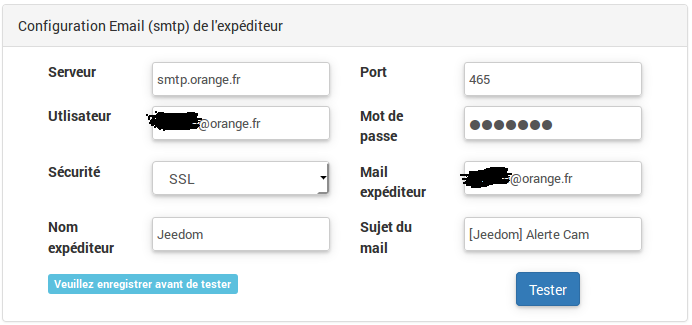 Configuration Email (smtp) de l'expéditeur
Serveur
smtp.orange.fr
Port
465
Utlisateur
@orange.fr
Mot de
passe
Sécurité
SSL
Mail
expéditeur
@orange.fr
Nom
expéditeur
Jeedom
Sujet du
mail
[Jeedom] Alerte Cam
Veuillez enregistrer avant de tester
Tester